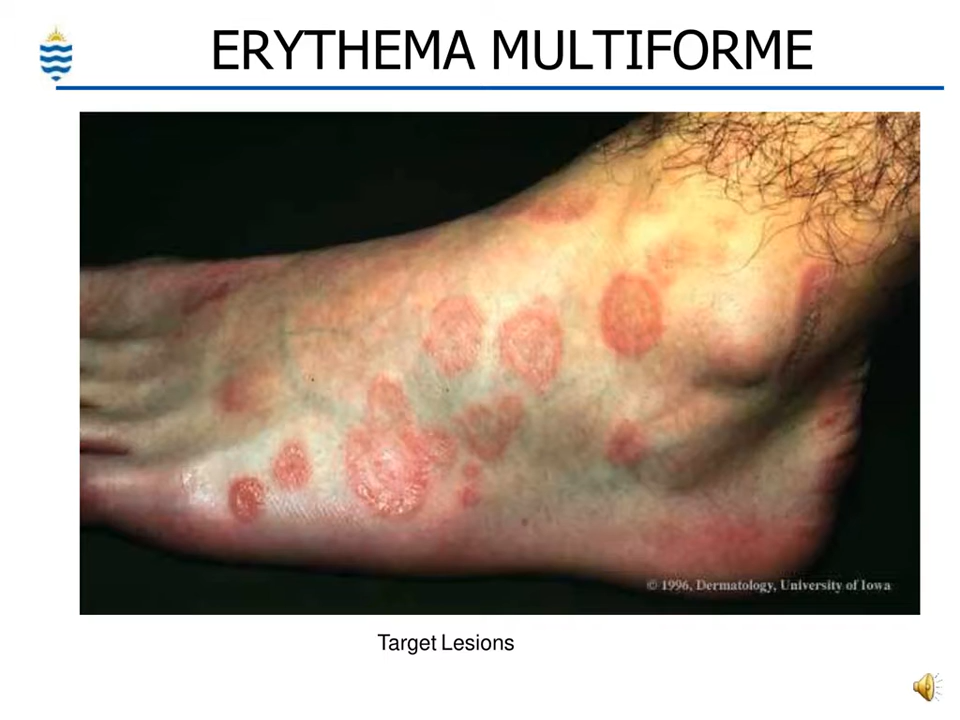 ERYTHEMA MULTIFORME
© 1996, Dermatology, University of Iowa
Target Lesions